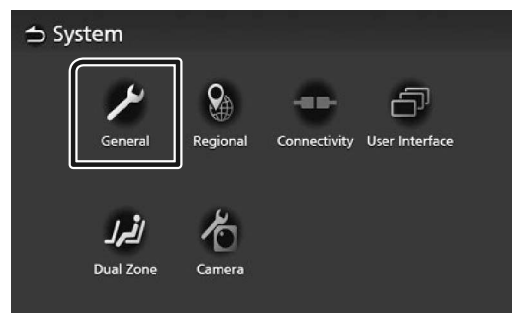 System
General
Regional
Connectivity
User Interface
Dual Zone
Camera